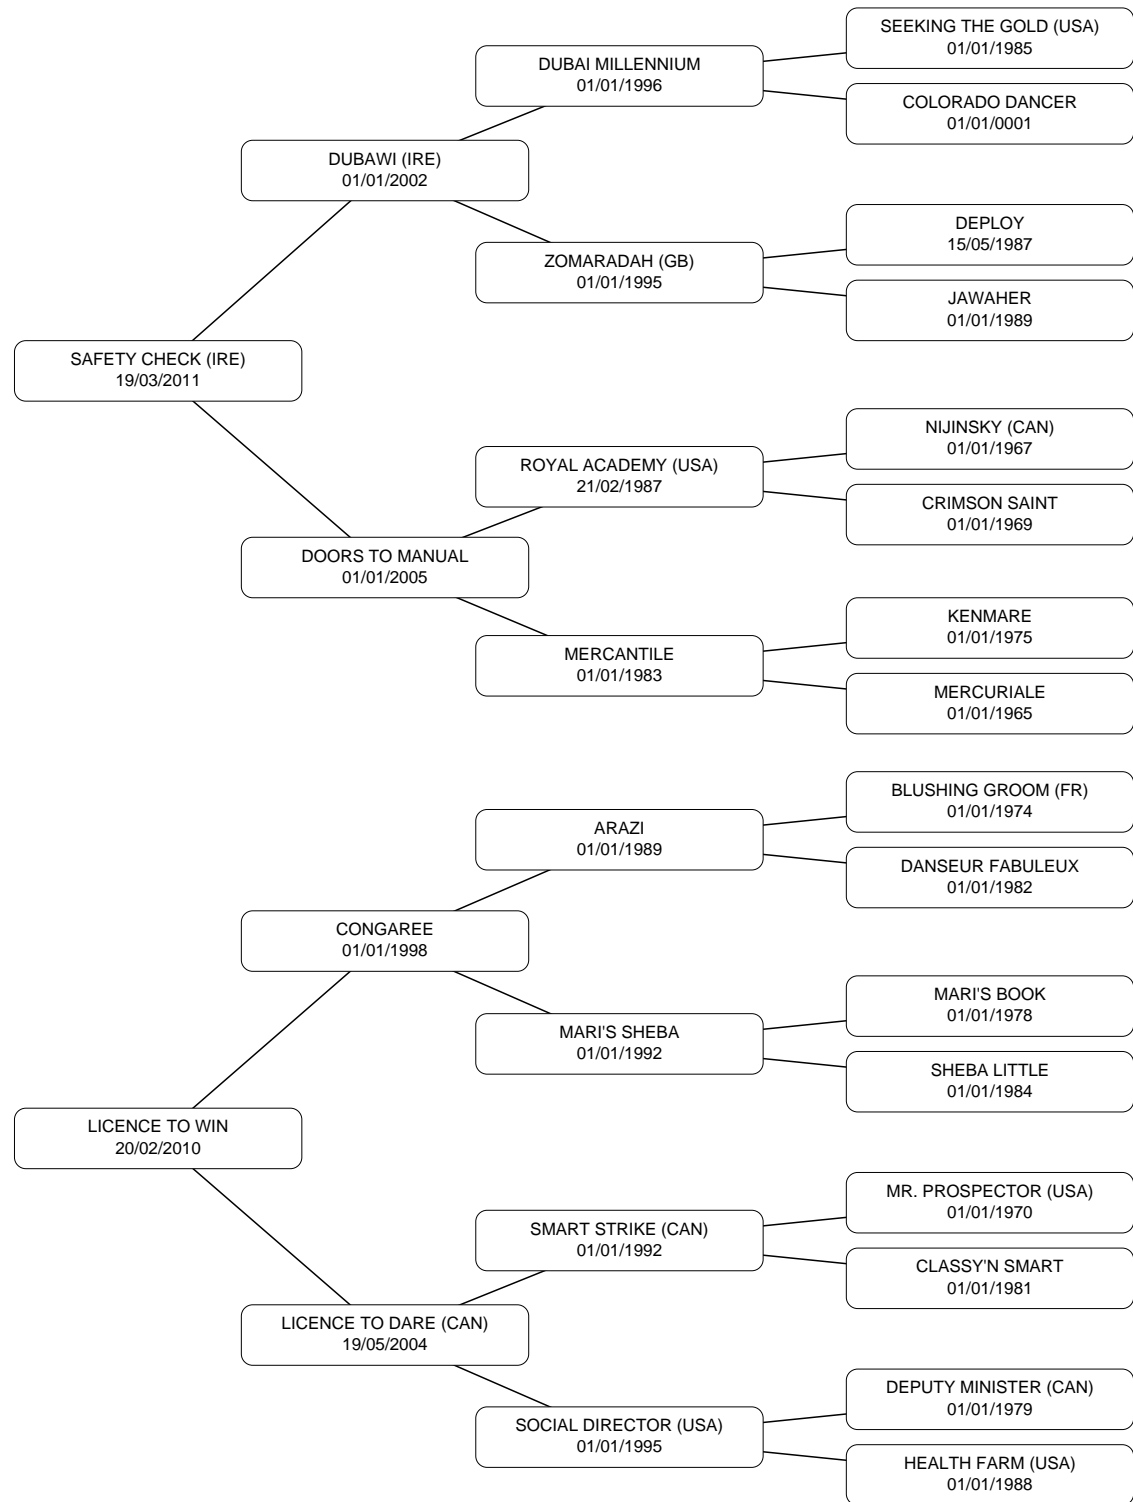 SEEKING THE GOLD (USA)
01/01/1985
DUBAI MILLENNIUM
01/01/1996
COLORADO DANCER
01/01/0001
DUBAWI (IRE)
01/01/2002
DEPLOY
15/05/1987
ZOMARADAH (GB)
01/01/1995
JAWAHER
01/01/1989
SAFETY CHECK (IRE)
19/03/2011
NIJINSKY (CAN)
01/01/1967
ROYAL ACADEMY (USA)
21/02/1987
CRIMSON SAINT
01/01/1969
DOORS TO MANUAL
01/01/2005
KENMARE
01/01/1975
MERCANTILE
01/01/1983
MERCURIALE
01/01/1965
BLUSHING GROOM (FR)
01/01/1974
ARAZI
01/01/1989
DANSEUR FABULEUX
01/01/1982
CONGAREE
01/01/1998
MARI'S BOOK
01/01/1978
MARI'S SHEBA
01/01/1992
SHEBA LITTLE
01/01/1984
LICENCE TO WIN
20/02/2010
MR. PROSPECTOR (USA)
01/01/1970
SMART STRIKE (CAN)
01/01/1992
CLASSY'N SMART
01/01/1981
LICENCE TO DARE (CAN)
19/05/2004
DEPUTY MINISTER (CAN)
01/01/1979
SOCIAL DIRECTOR (USA)
01/01/1995
HEALTH FARM (USA)
01/01/1988